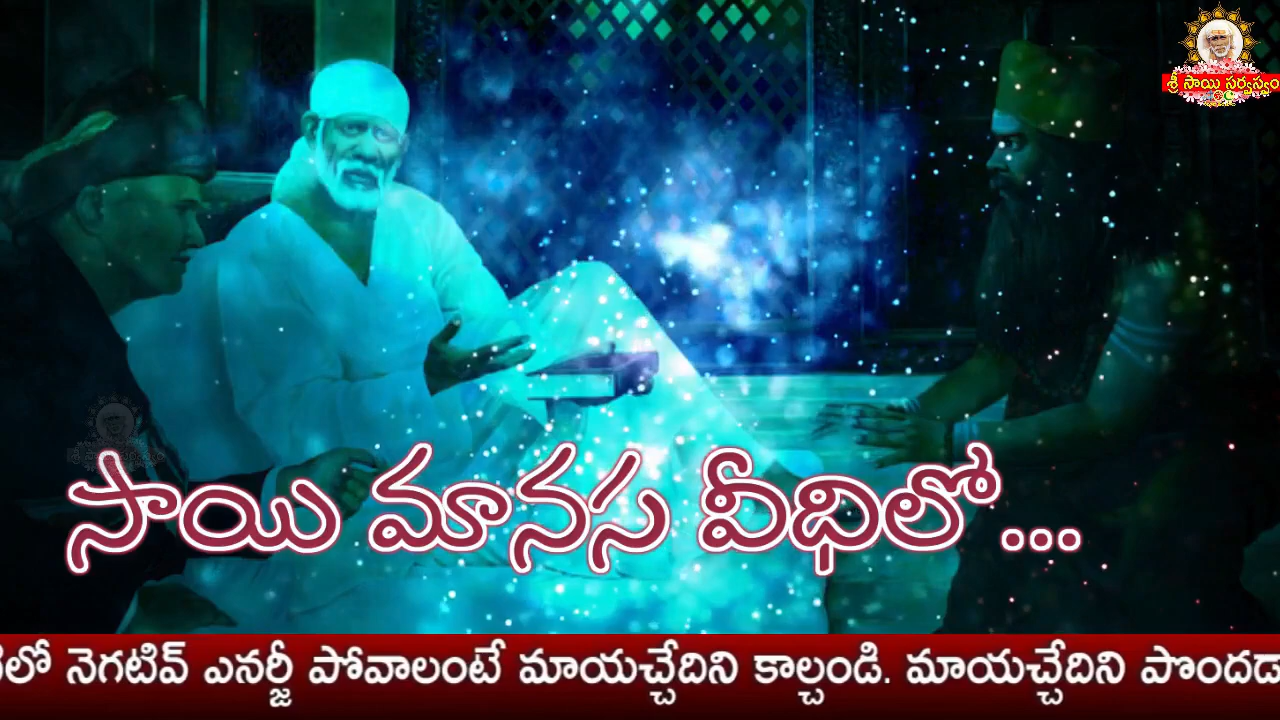 శ్రీ సాయి సర్వస్వం
సాయి మానస వీధిలో...
లో నెగటివ్ ఎనర్జీ పోవాలంటే మాయచ్చేదిని కాల్చండి. మాయచ్చేదిని పొందడా